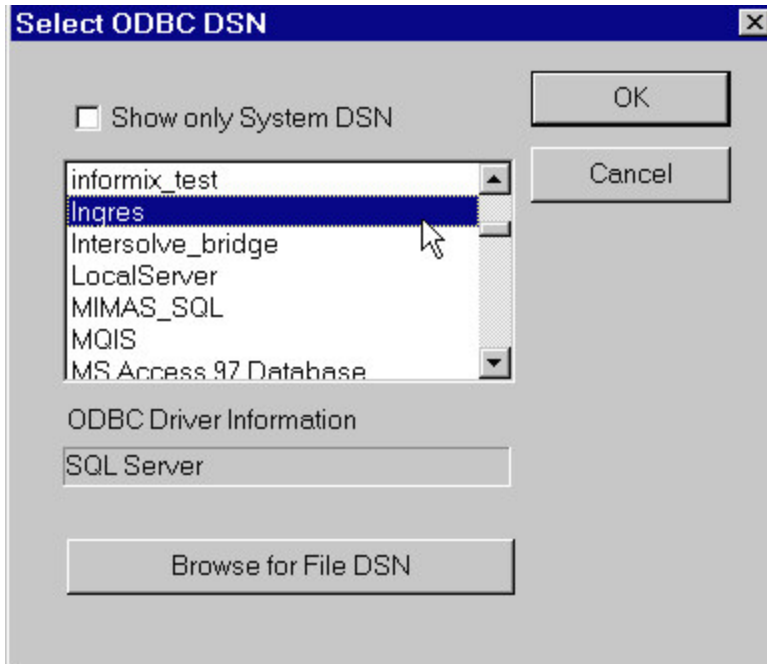 Select ODBC DSN
Show only System DSN
OK
Cancel
informix_test
Ingres
Intersolve_bridge
LocalServer
MIMAS_SQL
MQIS
MS Access 97 Database
ODBC Driver Information
SQL Server
Browse for File DSN